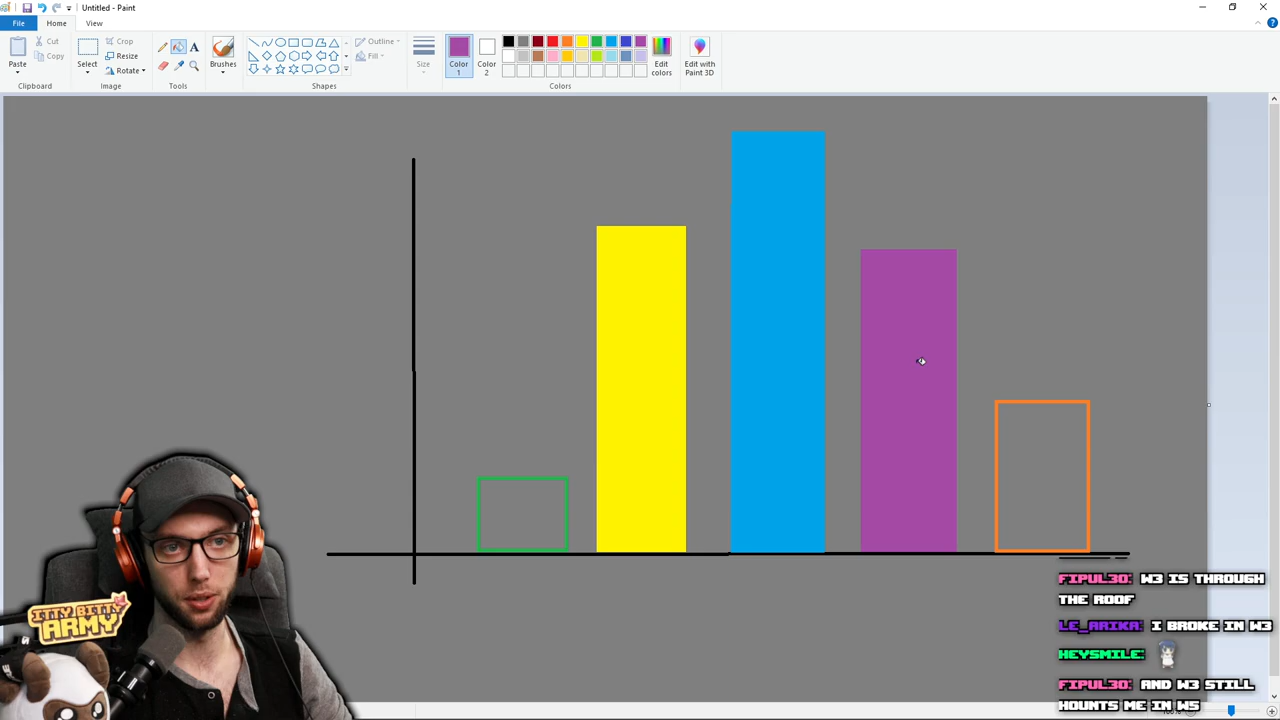 Untitled - Paint
File
Home
View
Paste
Cut
Copy
Clipboard
Select
Crop
Resize
Rotate
Image
A
Tools
Brushes
Outline
Fill
Shapes
Size
Color
1
Color
2
Edit
colors
Colors
Edit with
Paint 3D
ITTY BITTY
ARMY
FIPUL30: W3 IS THROUGH
THE ROOF
LE_ARIKA: I BROKE IN W3
HEYSMILE:
FIPUL30: AND W3 STILL
HOUNTS ME IN W5
100%